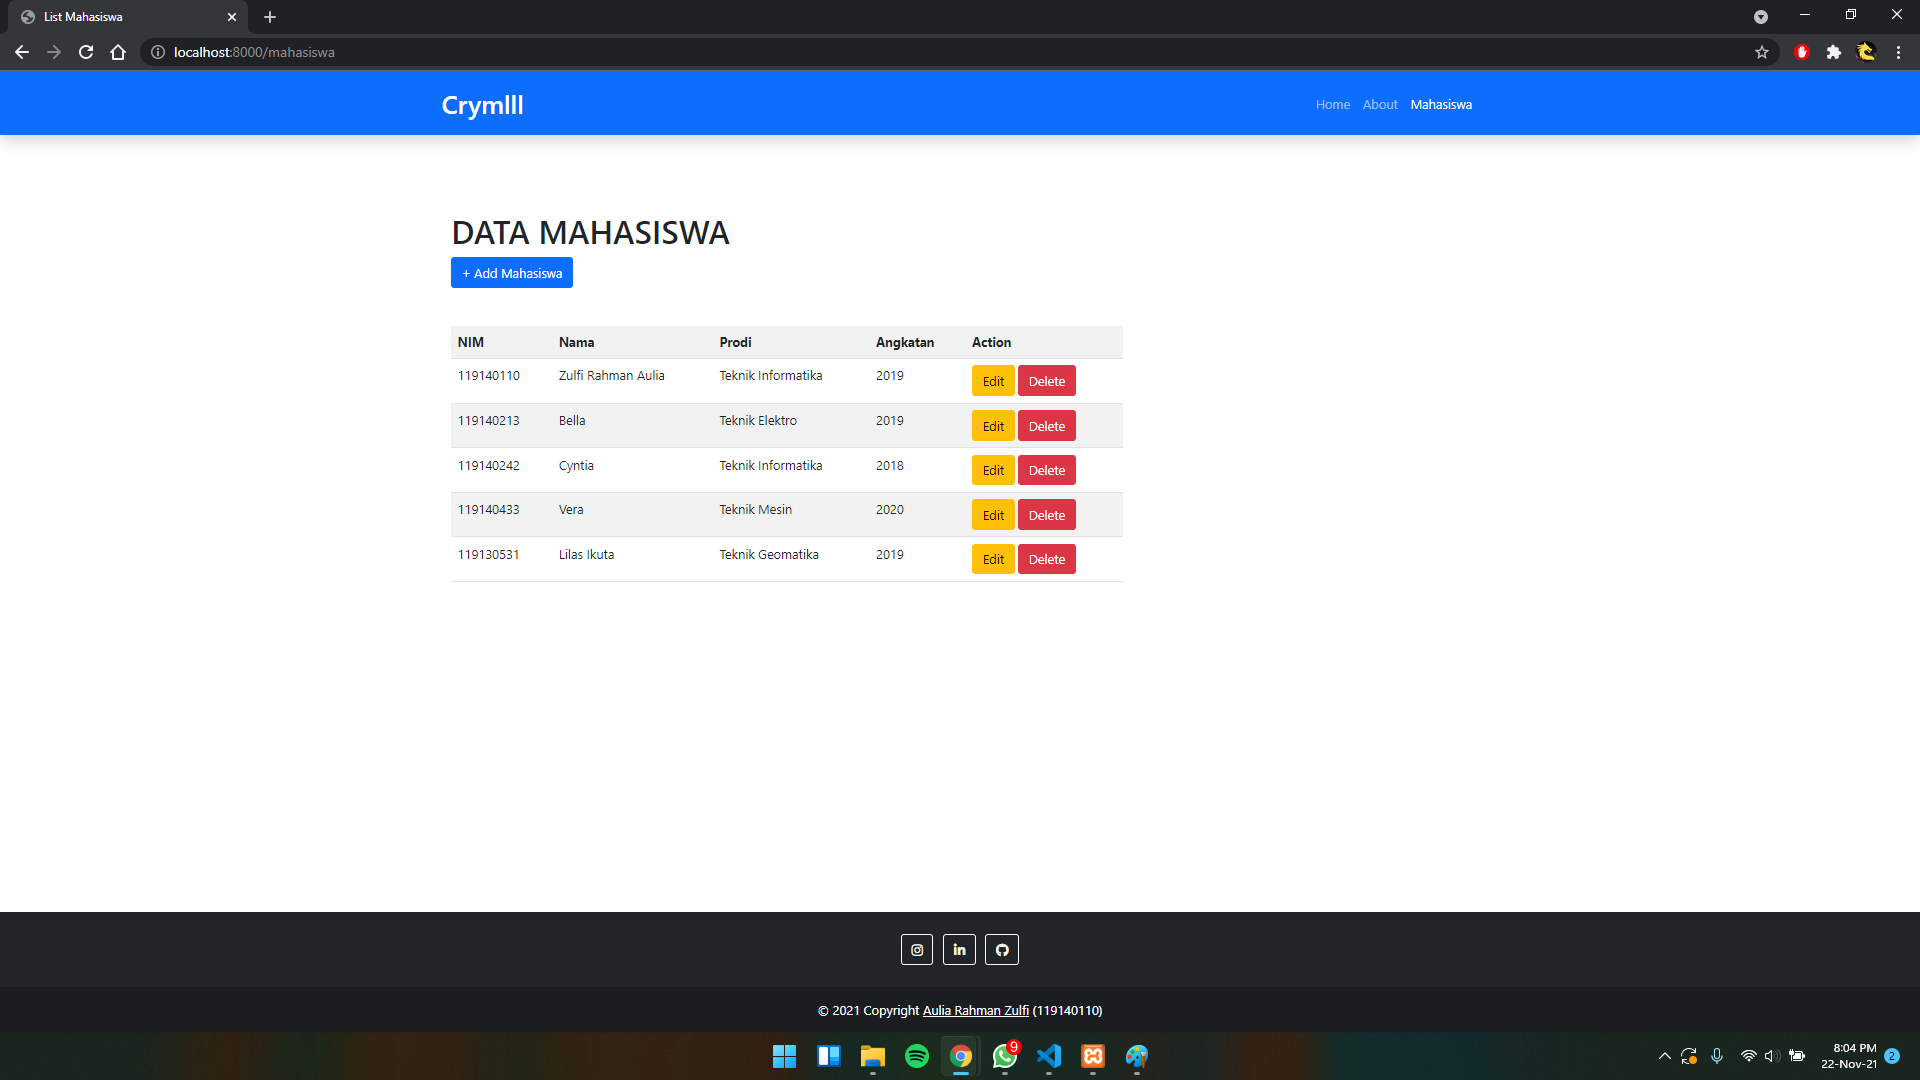 List Mahasiswa
localhost:8000/mahasiswa
Crymlll
Home About Mahasiswa
DATA MAHASISWA
+ Add Mahasiswa
NIM Nama Prodi Angkatan Action
119140110 Zulfi Rahman Aulia Teknik Informatika 2019 Edit Delete
119140213 Bella Teknik Elektro 2019 Edit Delete
119140242 Cyntia Teknik Informatika 2018 Edit Delete
119140433 Vera Teknik Mesin 2020 Edit Delete
119130531 Lilas Ikuta Teknik Geomatika 2019 Edit Delete
© 2021 Copyright Aulia Rahman Zulfi (119140110)
9
8:04 PM
22-Nov-21
2